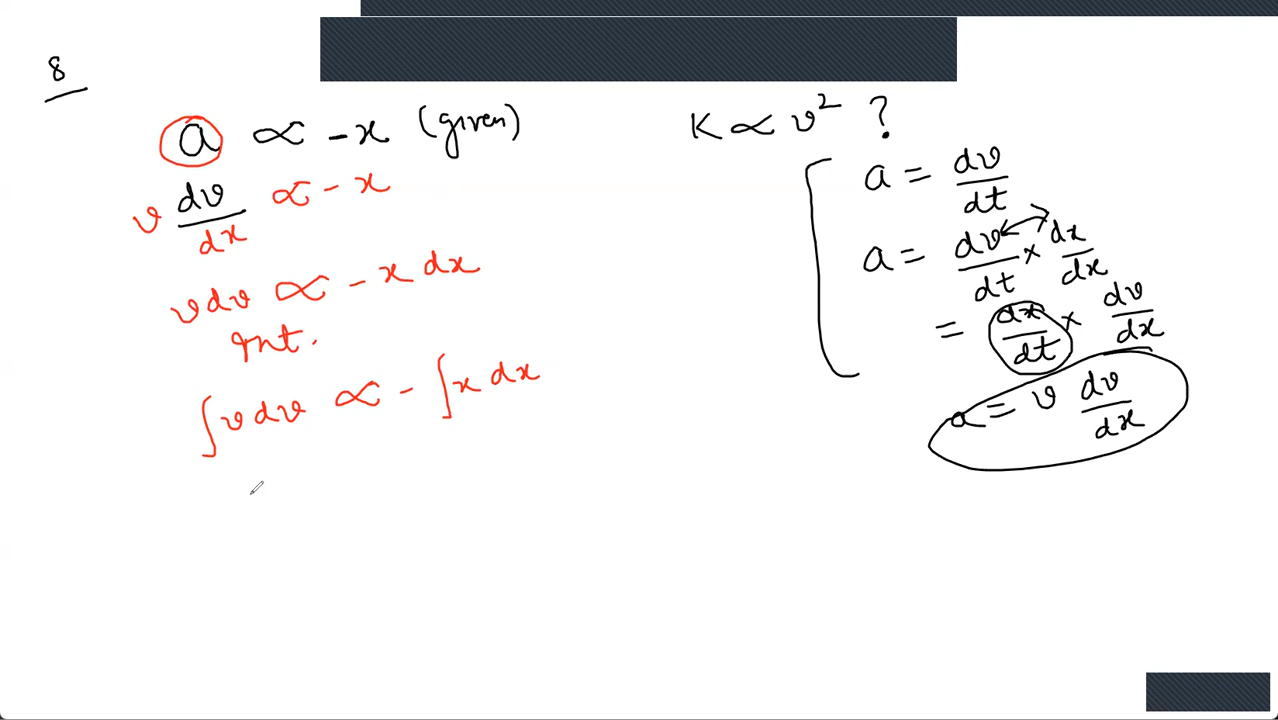 8
a ∝ -x (given)
v dv/dx ∝ -x
v dv ∝ -x dx
Int.
∫v dv ∝ -∫x dx
K ∝ v² ?
a = dv/dt
a = dv/dt × dx/dx
= dx/dt × dv/dx
a = v dv/dx